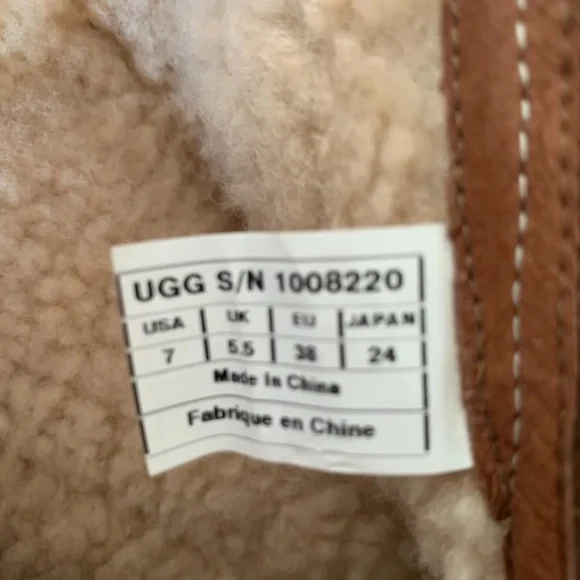 UGG S/N 1008220
USA | UK | EU | JAPAN
7 | 5.5 | 38 | 24
Made In China
Fabrique en Chine